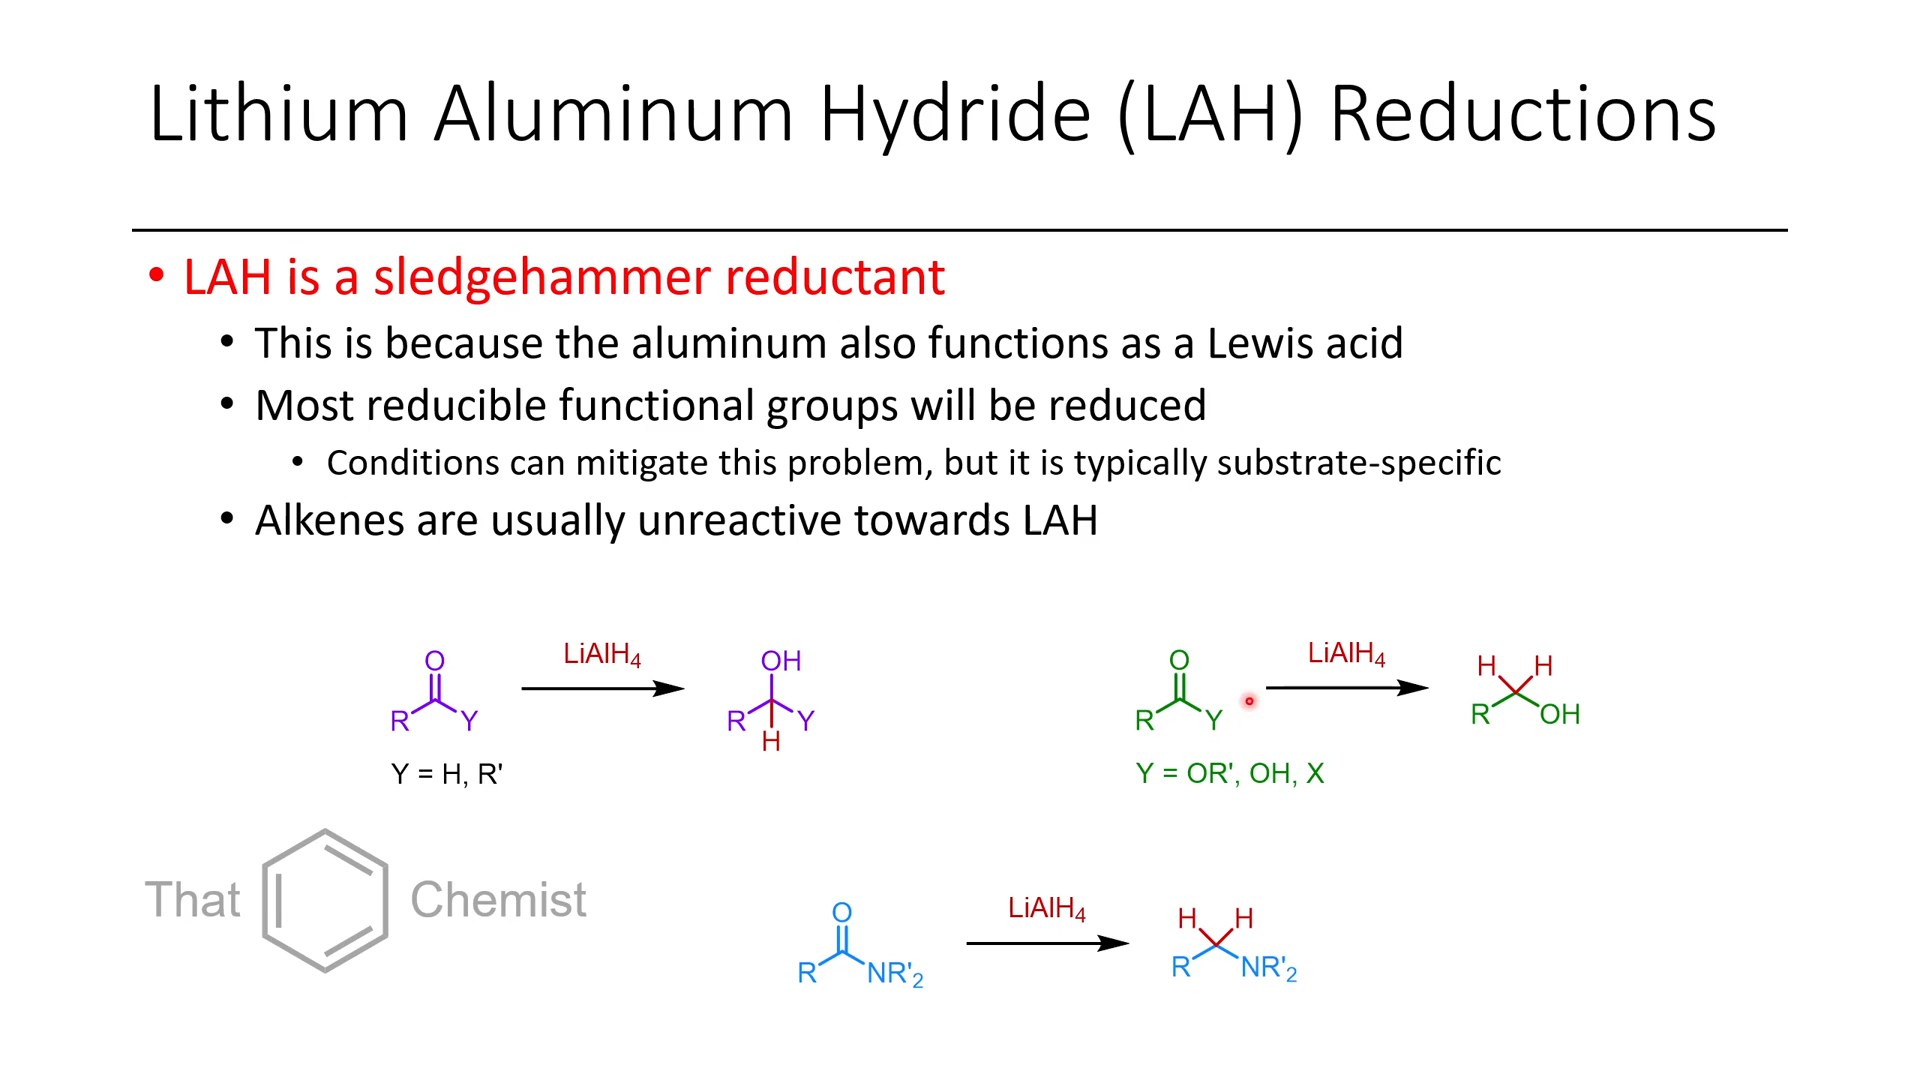 Lithium Aluminum Hydride (LAH) Reductions
• LAH is a sledgehammer reductant
• This is because the aluminum also functions as a Lewis acid
• Most reducible functional groups will be reduced
• Conditions can mitigate this problem, but it is typically substrate-specific
• Alkenes are usually unreactive towards LAH
O
R
Y
Y = H, R'
LiAlH4
OH
R
Y
H
O
R
Y
Y = OR', OH, X
LiAlH4
H H
R
OH
That Chemist
O
R
NR'2
LiAlH4
H H
R
NR'2